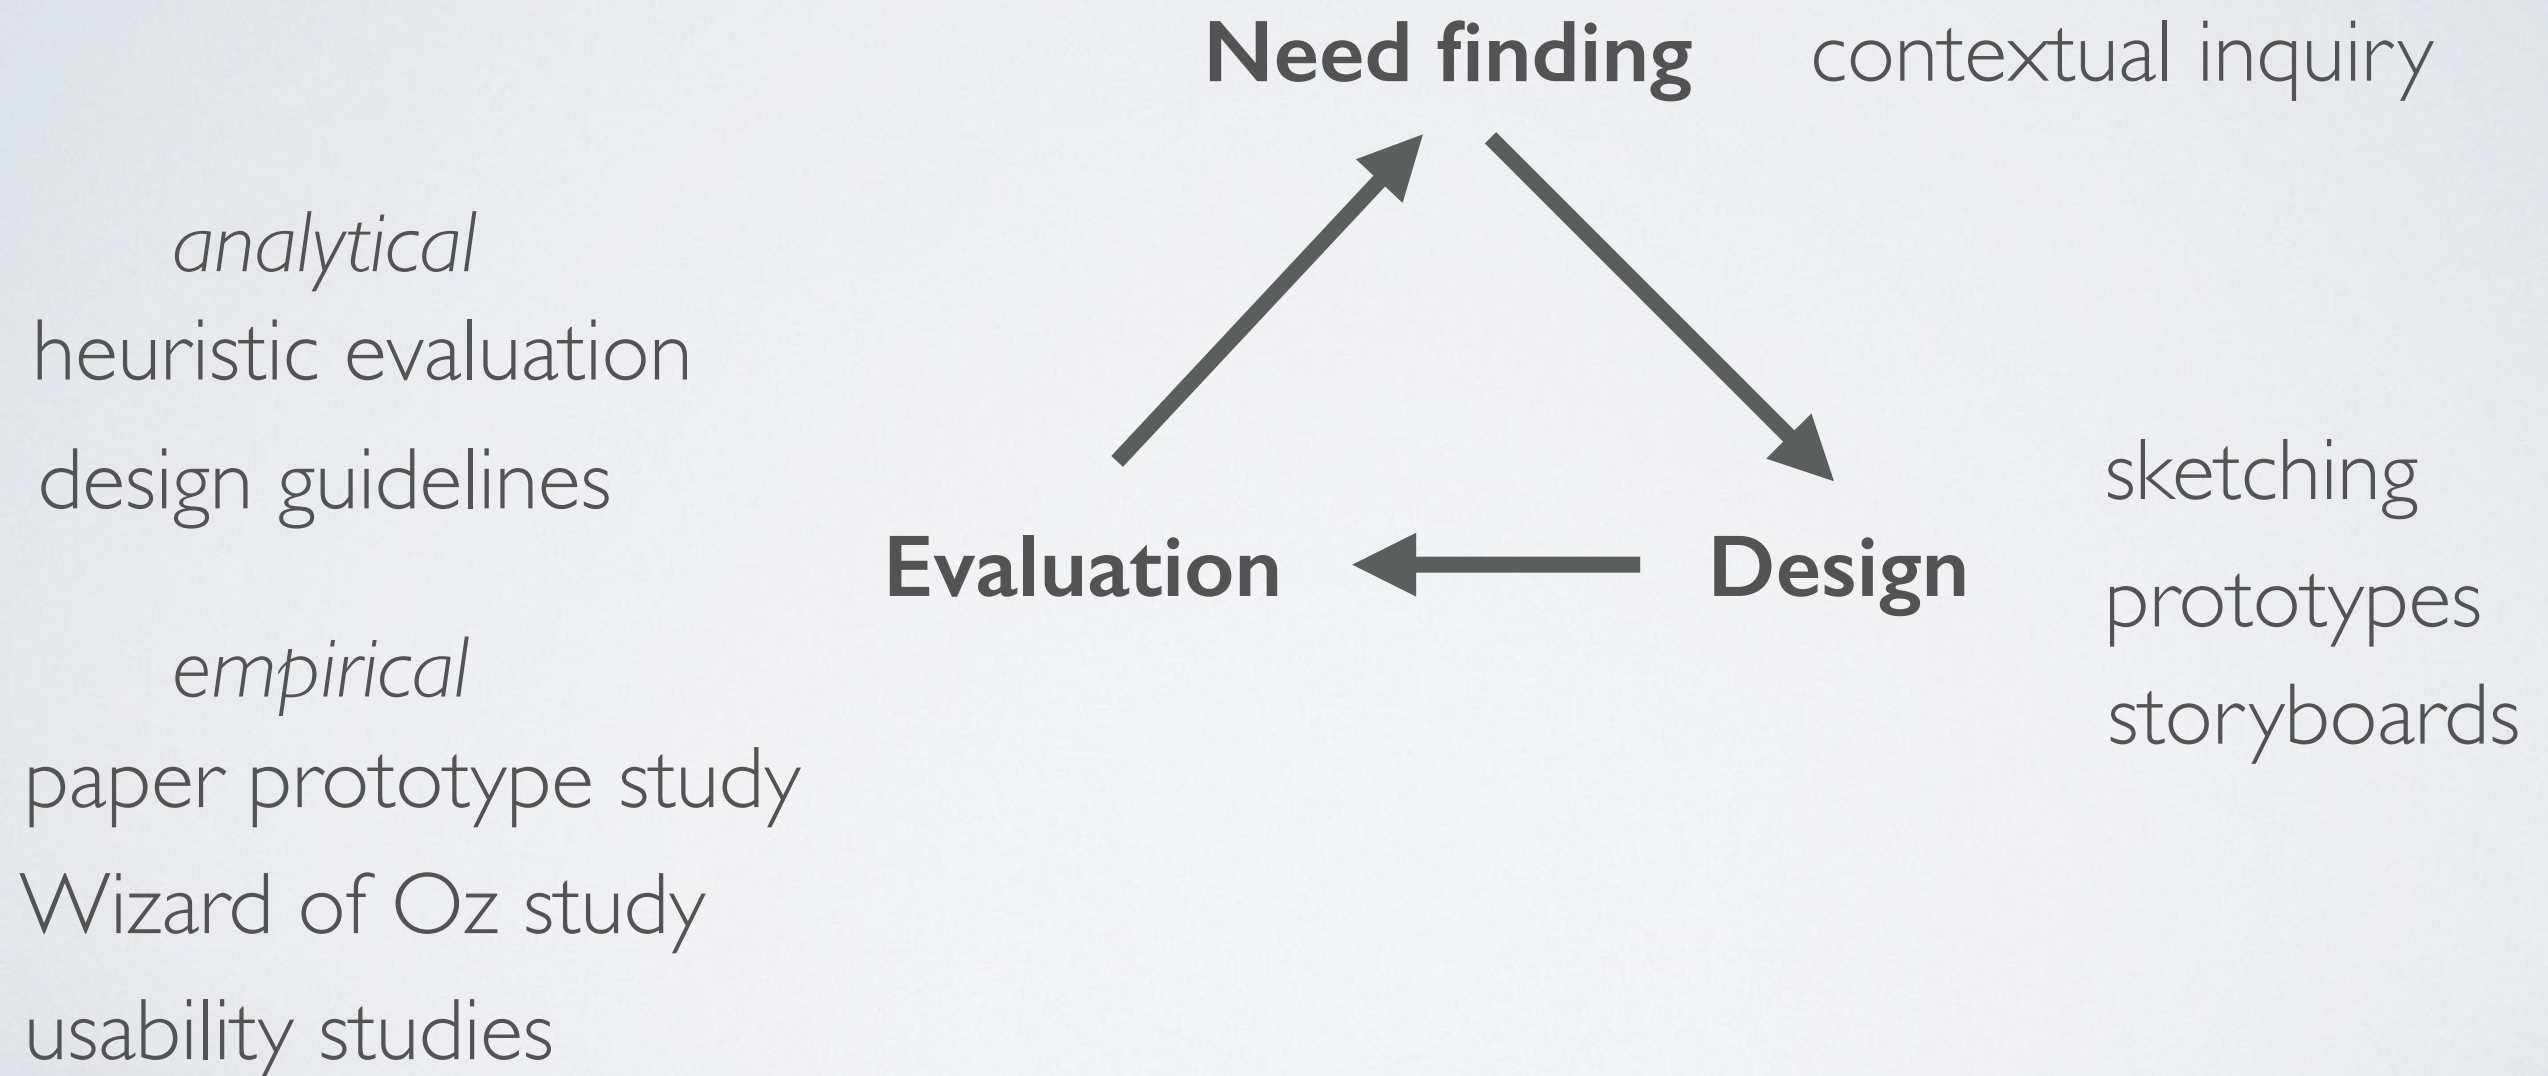 Need finding
contextual inquiry
analytical
heuristic evaluation
design guidelines
empirical
paper prototype study
Wizard of Oz study
usability studies
Evaluation
Design
sketching
prototypes
storyboards